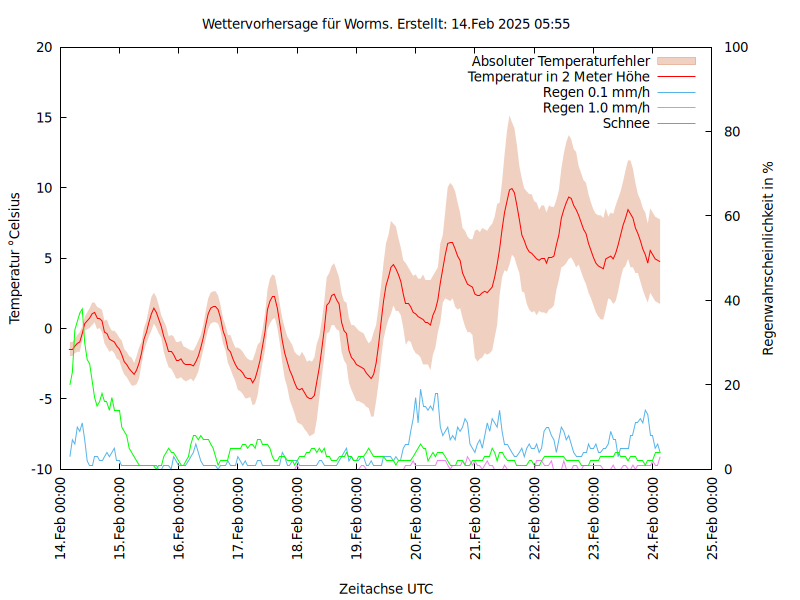 Wettervorhersage für Worms. Erstellt: 14.Feb 2025 05:55
Absoluter Temperaturfehler
Temperatur in 2 Meter Höhe
Regen 0.1 mm/h
Regen 1.0 mm/h
Schnee
Temperatur °Celsius
20
15
10
5
0
-5
-10
Regenwahrscheinlichkeit in %
100
80
60
40
20
0
14.Feb 00:00
15.Feb 00:00
16.Feb 00:00
17.Feb 00:00
18.Feb 00:00
19.Feb 00:00
20.Feb 00:00
21.Feb 00:00
22.Feb 00:00
23.Feb 00:00
24.Feb 00:00
25.Feb 00:00
Zeitachse UTC